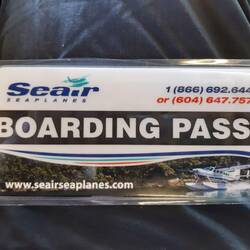 Seair
SEAPLANES
1 (866) 692.644
or (604) 647.757
BOARDING PASS
www.seairseaplanes.com